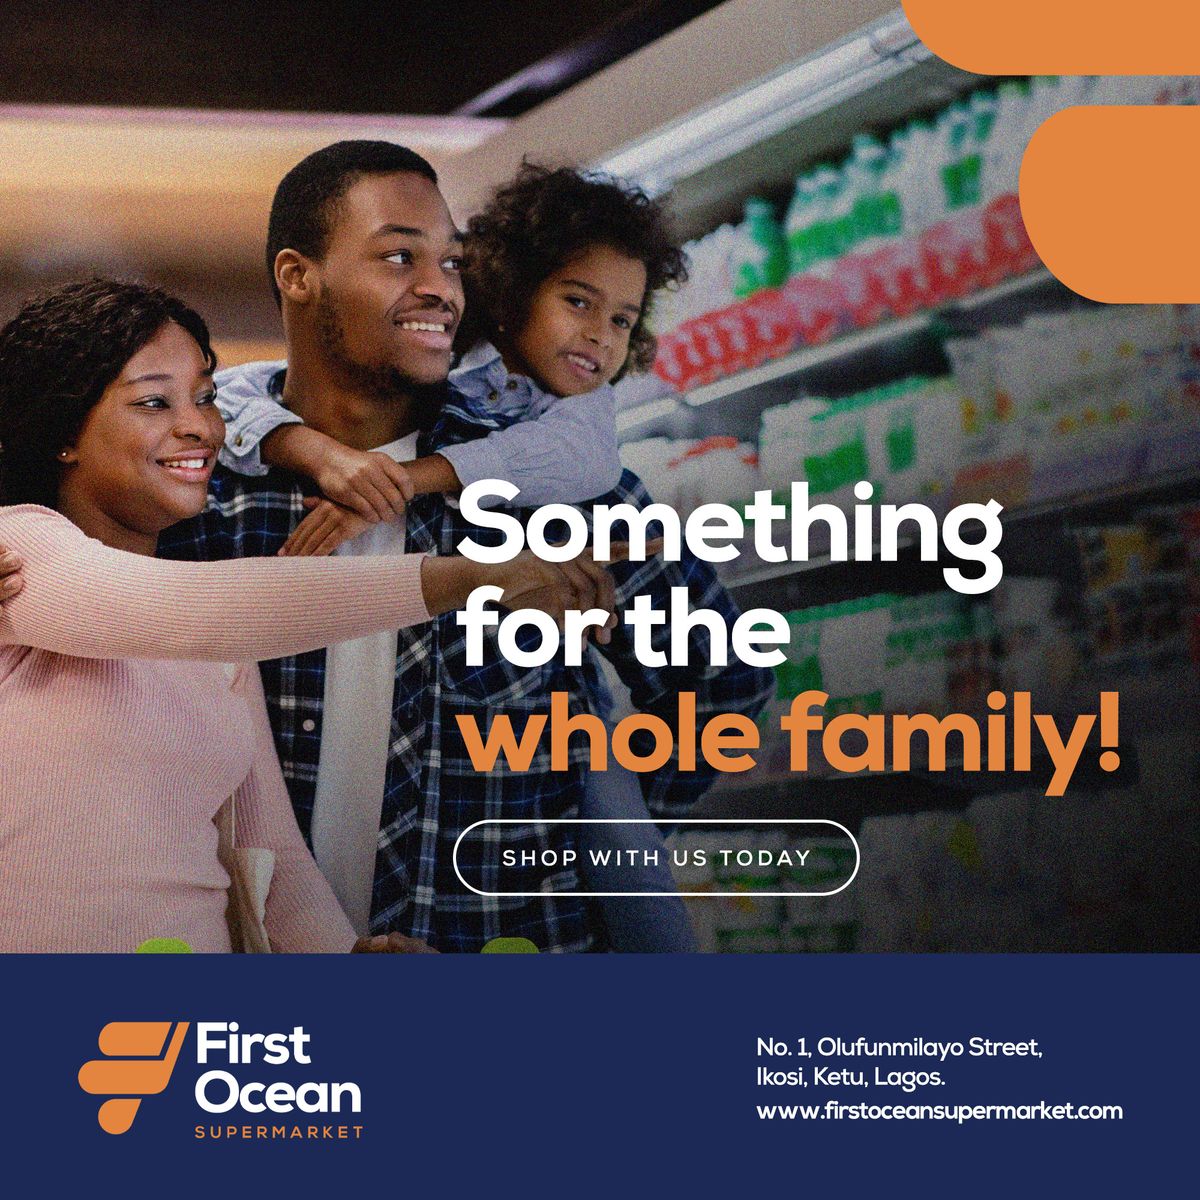 Something
for the
whole family!
SHOP WITH US TODAY
First
Ocean
SUPERMARKET
No. 1, Olufunmilayo Street,
Ikosi, Ketu, Lagos.
www.firstoceansupermarket.com